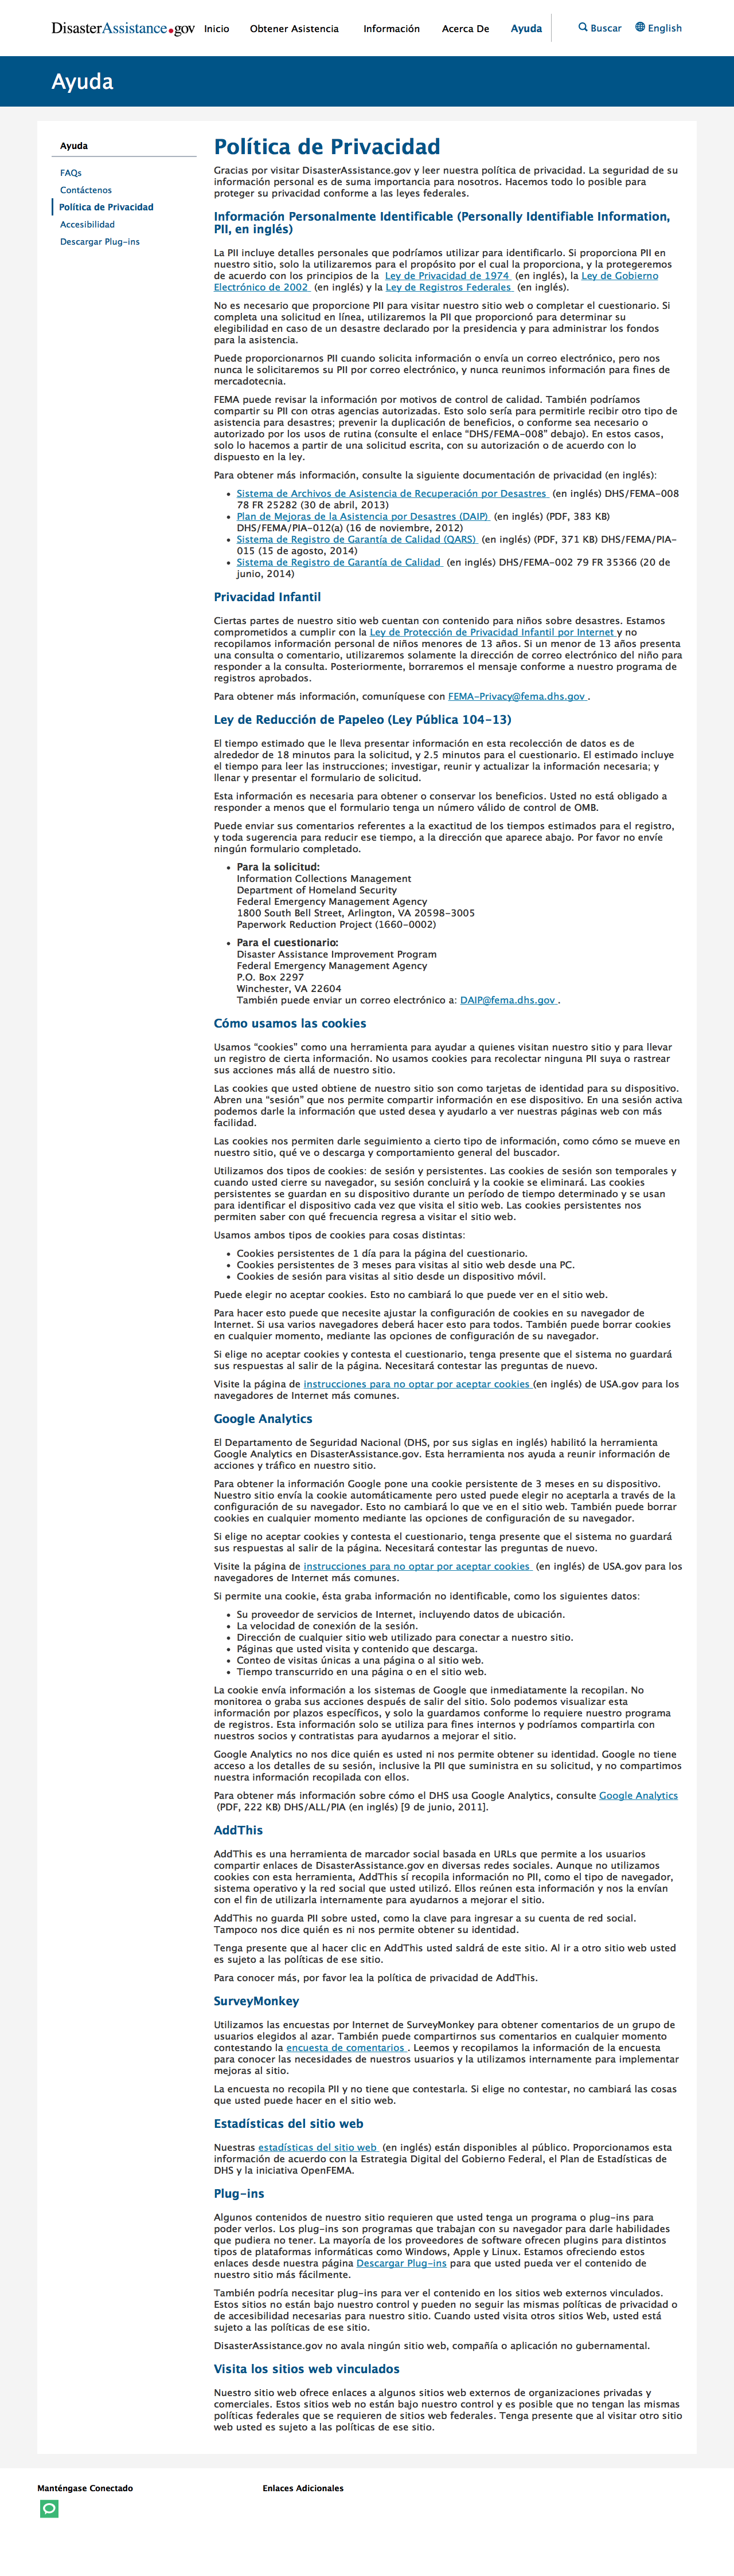 DisasterAssistance.gov Inicio Obtener Asistencia Información Acerca De Ayuda Buscar English
Ayuda
Ayuda
FAQs
Contáctenos
Política de Privacidad
Accesibilidad
Descargar Plug-ins
Política de Privacidad
Gracias por visitar DisasterAssistance.gov y leer nuestra política de privacidad. La seguridad de su
información personal es de suma importancia para nosotros. Hacemos todo lo posible para
proteger su privacidad conforme a las leyes federales.
Información Personalmente Identificable (Personally Identifiable Information,
PII, en inglés)
La PII incluye detalles personales que podríamos utilizar para identificarlo. Si proporciona PII en
nuestro sitio, solo la utilizaremos para el propósito por el cual la proporciona, y la protegeremos
de acuerdo con los principios de la Ley de Privacidad de 1974 (en inglés), la Ley de Gobierno
Electrónico de 2002 (en inglés) y la Ley de Registros Federales (en inglés).
No es necesario que proporcione PII para visitar nuestro sitio web o completar el cuestionario. Si
completa una solicitud en línea, utilizaremos la PII que proporcionó para determinar su
elegibilidad en caso de un desastre declarado por la presidencia y para administrar los fondos
para la asistencia.
Puede proporcionarnos PII cuando solicita información o envía un correo electrónico, pero nos
nunca le solicitaremos su PII por correo electrónico, y nunca reunimos información para fines de
mercadotecnia.
FEMA puede revisar la información por motivos de control de calidad. También podríamos
compartir su PII con otras agencias autorizadas. Esto solo sería para permitirle recibir otro tipo de
asistencia para desastres; prevenir la duplicación de beneficios, o conforme sea necesario o
autorizado por los usos de rutina (consulte el enlace “DHS/FEMA-008” debajo). En estos casos,
solo lo hacemos a partir de una solicitud escrita, con su autorización o de acuerdo con lo
dispuesto en la ley.
Para obtener más información, consulte la siguiente documentación de privacidad (en inglés):
• Sistema de Archivos de Asistencia de Recuperación por Desastres (en inglés) DHS/FEMA-008
78 FR 25282 (30 de abril, 2013)
• Plan de Mejoras de la Asistencia por Desastres (DAIP) (en inglés) (PDF, 383 KB)
DHS/FEMA/PIA-012(a) (16 de noviembre, 2012)
• Sistema de Registro de Garantía de Calidad (QARS) (en inglés) (PDF, 371 KB) DHS/FEMA/PIA-
015 (15 de agosto, 2014)
• Sistema de Registro de Garantía de Calidad (en inglés) DHS/FEMA-002 79 FR 35366 (20 de
junio, 2014)
Privacidad Infantil
Ciertas partes de nuestro sitio web cuentan con contenido para niños sobre desastres. Estamos
comprometidos a cumplir con la Ley de Protección de Privacidad Infantil por Internet y no
recopilamos información personal de niños menores de 13 años. Si un menor de 13 años presenta
una consulta o comentario, utilizaremos solamente la dirección de correo electrónico del niño para
responder a la consulta. Posteriormente, borraremos el mensaje conforme a nuestro programa de
registros aprobados.
Para obtener más información, comuníquese con FEMA-Privacy@fema.dhs.gov .
Ley de Reducción de Papeleo (Ley Pública 104-13)
El tiempo estimado que le lleva presentar información en esta recolección de datos es de
alrededor de 18 minutos para la solicitud, y 2.5 minutos para el cuestionario. El estimado incluye
el tiempo para leer las instrucciones; investigar, reunir y actualizar la información necesaria; y
llenar y presentar el formulario de solicitud.
Esta información es necesaria para obtener o conservar los beneficios. Usted no está obligado a
responder a menos que el formulario tenga un número válido de control de OMB.
Puede enviar sus comentarios referentes a la exactitud de los tiempos estimados para el registro,
y toda sugerencia para reducir ese tiempo, a la dirección que aparece abajo. Por favor no envíe
ningún formulario completado.
• Para la solicitud:
Information Collections Management
Department of Homeland Security
Federal Emergency Management Agency
1800 South Bell Street, Arlington, VA 20598-3005
Paperwork Reduction Project (1660-0002)
• Para el cuestionario:
Disaster Assistance Improvement Program
Federal Emergency Management Agency
P.O. Box 2297
Winchester, VA 22604
También puede enviar un correo electrónico a: DAIP@fema.dhs.gov .
Cómo usamos las cookies
Usamos “cookies” como una herramienta para ayudar a quienes visitan nuestro sitio y para llevar
un registro de cierta información. No usamos cookies para recolectar ninguna PII suya o rastrear
sus acciones más allá de nuestro sitio.
Las cookies que usted obtiene de nuestro sitio son como tarjetas de identidad para su dispositivo.
Abren una “sesión” que nos permite compartir información en ese dispositivo. En una sesión activa
podemos darle la información que usted desea y ayudarlo a ver nuestras páginas web con más
facilidad.
Las cookies nos permiten darle seguimiento a cierto tipo de información, como cómo se mueve en
nuestro sitio, qué ve o descarga y comportamiento general del buscador.
Utilizamos dos tipos de cookies: de sesión y persistentes. Las cookies de sesión son temporales y
cuando usted cierre su navegador, su sesión concluirá y la cookie se eliminará. Las cookies
persistentes se guardan en su dispositivo durante un período de tiempo determinado y se usan
para identificar el dispositivo cada vez que visita el sitio web. Las cookies persistentes nos
permiten saber con qué frecuencia regresa a visitar el sitio web.
Usamos ambos tipos de cookies para cosas distintas:
• Cookies persistentes de 1 día para la página del cuestionario.
• Cookies persistentes de 3 meses para visitas al sitio web desde una PC.
• Cookies de sesión para visitas al sitio desde un dispositivo móvil.
Puede elegir no aceptar cookies. Esto no cambiará lo que puede ver en el sitio web.
Para hacer esto puede que necesite ajustar la configuración de cookies en su navegador de
Internet. Si usa varios navegadores deberá hacer esto para todos. También puede borrar cookies
en cualquier momento, mediante las opciones de configuración de su navegador.
Si elige no aceptar cookies y contesta el cuestionario, tenga presente que el sistema no guardará
sus respuestas al salir de la página. Necesitará contestar las preguntas de nuevo.
Visite la página de instrucciones para no optar por aceptar cookies (en inglés) de USA.gov para los
navegadores de Internet más comunes.
Google Analytics
El Departamento de Seguridad Nacional (DHS, por sus siglas en inglés) habilitó la herramienta
Google Analytics en DisasterAssistance.gov. Esta herramienta nos ayuda a reunir información de
acciones y tráfico en nuestro sitio.
Para obtener la información Google pone una cookie persistente de 3 meses en su dispositivo.
Nuestro sitio envía la cookie automáticamente pero usted puede elegir no aceptarla a través de la
configuración de su navegador. Esto no cambiará lo que ve en el sitio web. También puede borrar
cookies en cualquier momento mediante las opciones de configuración de su navegador.
Si elige no aceptar cookies y contesta el cuestionario, tenga presente que el sistema no guardará
sus respuestas al salir de la página. Necesitará contestar las preguntas de nuevo.
Visite la página de instrucciones para no optar por aceptar cookies (en inglés) de USA.gov para los
navegadores de Internet más comunes.
Si permite una cookie, ésta graba información no identificable, como los siguientes datos:
• Su proveedor de servicios de Internet, incluyendo datos de ubicación.
• La velocidad de conexión de la sesión.
• Dirección de cualquier sitio web utilizado para conectar a nuestro sitio.
• Páginas que usted visita y contenido que descarga.
• Conteo de visitas únicas a una página o al sitio web.
• Tiempo transcurrido en una página o en el sitio web.
La cookie envía información a los sistemas de Google que inmediatamente la recopilan. No
monitorea o graba sus acciones después de salir del sitio. Solo podemos visualizar esta
información por plazos específicos, y solo la guardamos conforme lo requiere nuestro programa
de registros. Esta información solo se utiliza para fines internos y podríamos compartirla con
nuestros socios y contratistas para ayudarnos a mejorar el sitio.
Google Analytics no nos dice quién es usted ni nos permite obtener su identidad. Google no tiene
acceso a los detalles de su sesión, inclusive la PII que suministra en su solicitud, y no compartimos
nuestra información recopilada con ellos.
Para obtener más información sobre cómo el DHS usa Google Analytics, consulte Google Analytics
(PDF, 222 KB) DHS/ALL/PIA (en inglés) [9 de junio, 2011].
AddThis
AddThis es una herramienta de marcador social basada en URLs que permite a los usuarios
compartir enlaces de DisasterAssistance.gov en diversas redes sociales. Aunque no utilizamos
cookies con esta herramienta, AddThis sí recopila información no PII, como el tipo de navegador,
sistema operativo y la red social que usted utilizó. Ellos reúnen esta información y nos la envían
con el fin de utilizarla internamente para ayudarnos a mejorar el sitio.
AddThis no guarda PII sobre usted, como la clave para ingresar a su cuenta de red social.
Tampoco nos dice quién es ni nos permite obtener su identidad.
Tenga presente que al hacer clic en AddThis usted saldrá de este sitio. Al ir a otro sitio web usted
es sujeto a las políticas de ese sitio.
Para conocer más, por favor lea la política de privacidad de AddThis.
SurveyMonkey
Utilizamos las encuestas por Internet de SurveyMonkey para obtener comentarios de un grupo de
usuarios elegidos al azar. También puede compartirnos sus comentarios en cualquier momento
contestando la encuesta de comentarios . Leemos y recopilamos la información de la encuesta
para conocer las necesidades de nuestros usuarios y la utilizamos internamente para implementar
mejoras al sitio.
La encuesta no recopila PII y no tiene que contestarla. Si elige no contestar, no cambiará las cosas
que usted puede hacer en el sitio web.
Estadísticas del sitio web
Nuestras estadísticas del sitio web (en inglés) están disponibles al público. Proporcionamos esta
información de acuerdo con la Estrategia Digital del Gobierno Federal, el Plan de Estadísticas de
DHS y la iniciativa OpenFEMA.
Plug-ins
Algunos contenidos de nuestro sitio requieren que usted tenga un programa o plug-ins para
poder verlos. Los plug-ins son programas que trabajan con su navegador para darle habilidades
que pudiera no tener. La mayoría de los proveedores de software ofrecen plugins para distintos
tipos de plataformas informáticas como Windows, Apple y Linux. Estamos ofreciendo estos
enlaces desde nuestra página Descargar Plug-ins para que usted pueda ver el contenido de
nuestro sitio más fácilmente.
También podría necesitar plug-ins para ver el contenido en los sitios web externos vinculados.
Estos sitios no están bajo nuestro control y pueden no seguir las mismas políticas de privacidad o
de accesibilidad necesarias para nuestro sitio. Cuando usted visita otros sitios Web, usted está
sujeto a las políticas de ese sitio.
DisasterAssistance.gov no avala ningún sitio web, compañía o aplicación no gubernamental.
Visita los sitios web vinculados
Nuestro sitio web ofrece enlaces a algunos sitios web externos de organizaciones privadas y
comerciales. Estos sitios web no están bajo nuestro control y es posible que no tengan las mismas
políticas federales que se requieren de sitios web federales. Tenga presente que al visitar otro sitio
web usted es sujeto a las políticas de ese sitio.
Manténgase Conectado Enlaces Adicionales